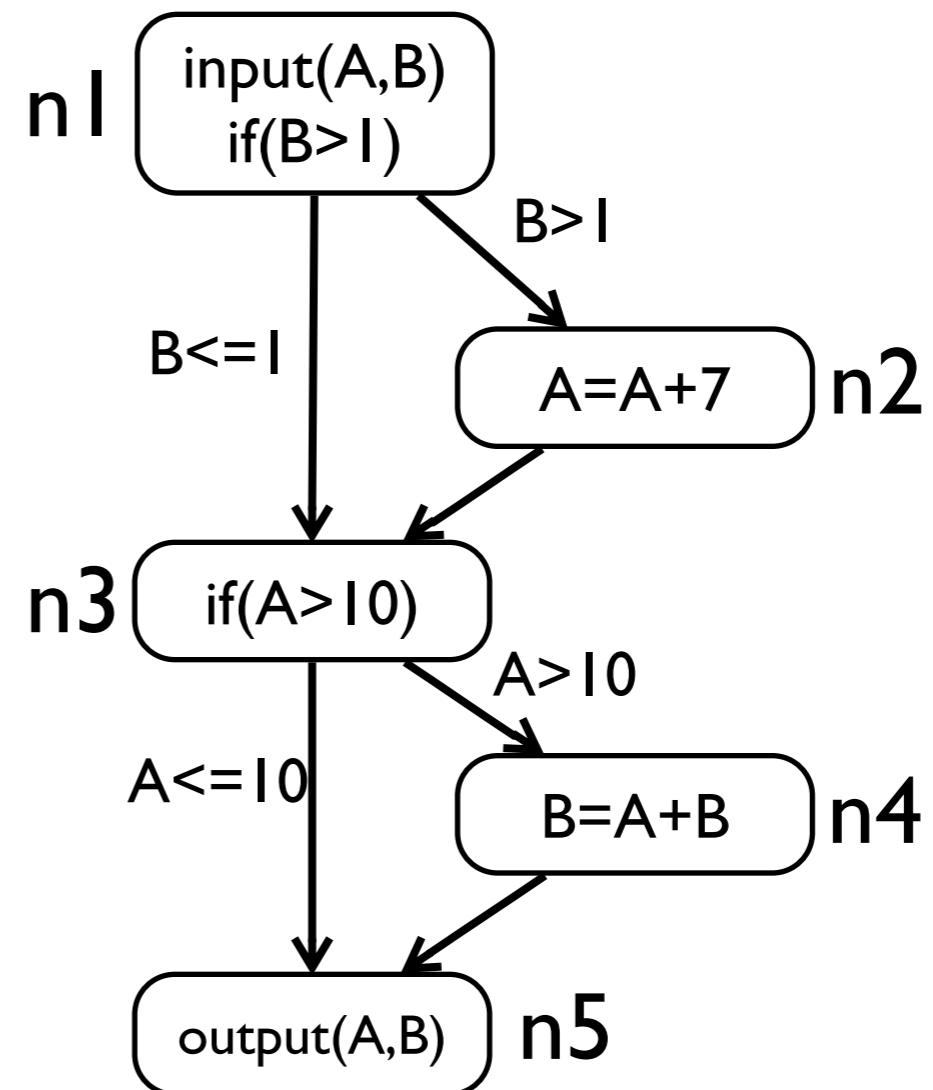 n1
input(A,B)
if(B>1)
B>1
B<=1
A=A+7
n2
n3
if(A>10)
A>10
A<=10
B=A+B
n4
output(A,B)
n5